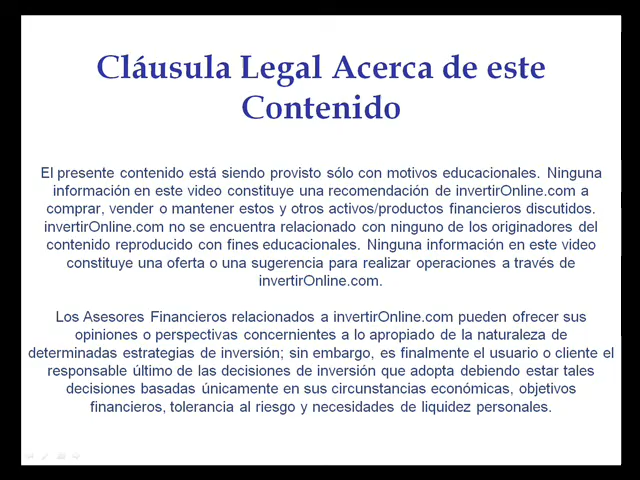 Cláusula Legal Acerca de este
Contenido
El presente contenido está siendo provisto sólo con motivos educacionales. Ninguna
información en este video constituye una recomendación de invertirOnline.com a
comprar, vender o mantener estos y otros activos/productos financieros discutidos.
invertirOnline.com no se encuentra relacionado con ninguno de los originadores del
contenido reproducido con fines educacionales. Ninguna información en este video
constituye una oferta o una sugerencia para realizar operaciones a través de
invertirOnline.com.
Los Asesores Financieros relacionados a invertirOnline.com pueden ofrecer sus
opiniones o perspectivas concernientes a lo apropiado de la naturaleza de
determinadas estrategias de inversión; sin embargo, es finalmente el usuario o cliente el
responsable último de las decisiones de inversión que adopta debiendo estar tales
decisiones basadas únicamente en sus circunstancias económicas, objetivos
financieros, tolerancia al riesgo y necesidades de liquidez personales.